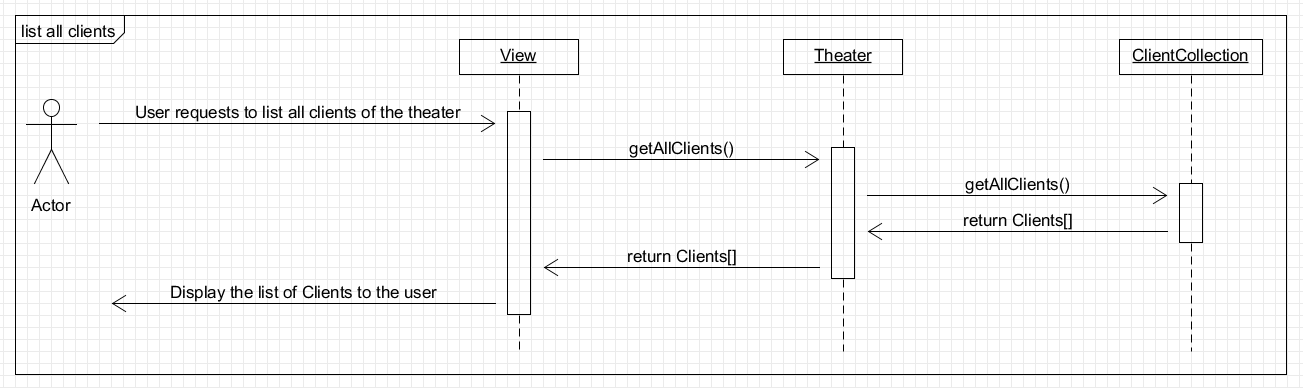 list all clients
View
Theater
ClientCollection
User requests to list all clients of the theater
getAllClients()
getAllClients()
Actor
return Clients[]
return Clients[]
Display the list of Clients to the user